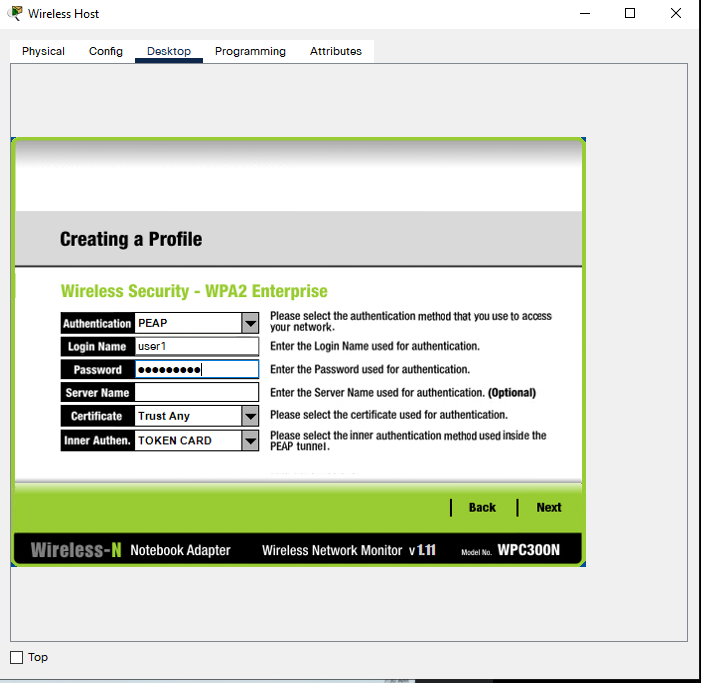 Wireless Host
Physical Config Desktop Programming Attributes
Creating a Profile
Wireless Security - WPA2 Enterprise
Authentication PEAP Please select the authentication method that you use to access
your network.
Login Name user1 Enter the Login Name used for authentication.
Password ●●●●●●●●● Enter the Password used for authentication.
Server Name Enter the Server Name used for authentication. (Optional)
Certificate Trust Any Please select the certificate used for authentication.
Inner Authen. TOKEN CARD Please select the inner authentication method used inside the
PEAP tunnel.
Back Next
Wireless-N Notebook Adapter Wireless Network Monitor v1.11 Model No. WPC300N
Top